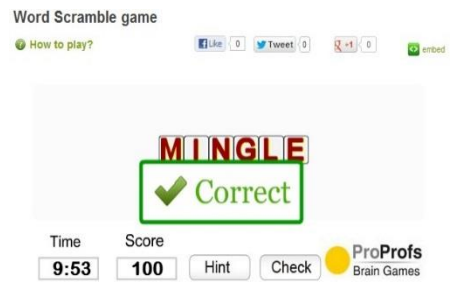 Word Scramble game
How to play?
Like 0 Tweet 0 g +1 0 embed
MINGLE
Correct
Time Score
9:53 100 Hint Check
ProProfs
Brain Games